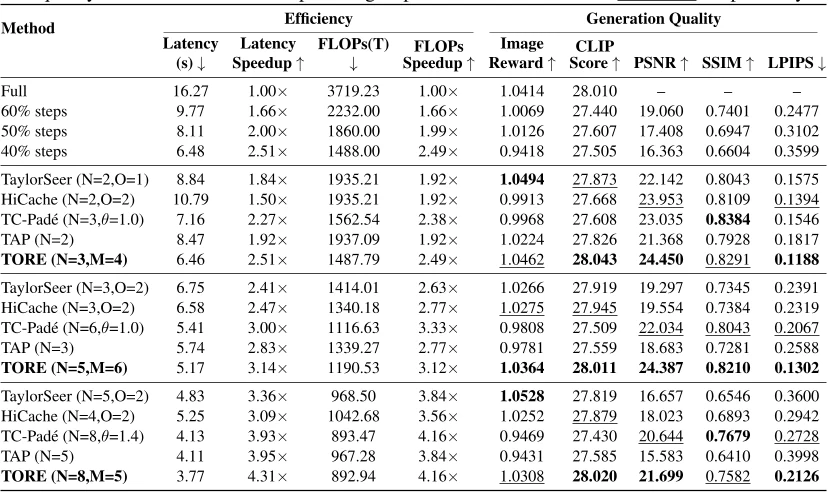 Method Efficiency Generation Quality
Latency (s) ↓ Latency Speedup ↑ FLOPs(T) ↓ FLOPs Speedup ↑ Image Reward ↑ CLIP Score ↑ PSNR ↑ SSIM ↑ LPIPS ↓
Full 16.27 1.00× 3719.23 1.00× 1.0414 28.010 – – –
60% steps 9.77 1.66× 2232.00 1.66× 1.0069 27.440 19.060 0.7401 0.2477
50% steps 8.11 2.00× 1860.00 1.99× 1.0126 27.607 17.408 0.6947 0.3102
40% steps 6.48 2.51× 1488.00 2.49× 0.9418 27.505 16.363 0.6604 0.3599
TaylorSeer (N=2,O=1) 8.84 1.84× 1935.21 1.92× 1.0494 27.873 22.142 0.8043 0.1575
HiCache (N=2,O=2) 10.79 1.50× 1935.21 1.92× 0.9913 27.668 23.953 0.8109 0.1394
TC-Padé (N=3,θ=1.0) 7.16 2.27× 1562.54 2.38× 0.9968 27.608 23.035 0.8384 0.1546
TAP (N=2) 8.47 1.92× 1937.09 1.92× 1.0224 27.826 21.368 0.7928 0.1817
TORE (N=3,M=4) 6.46 2.51× 1487.79 2.49× 1.0462 28.043 24.450 0.8291 0.1188
TaylorSeer (N=3,O=2) 6.75 2.41× 1414.01 2.63× 1.0266 27.919 19.297 0.7345 0.2391
HiCache (N=3,O=2) 6.58 2.47× 1340.18 2.77× 1.0275 27.945 19.554 0.7384 0.2319
TC-Padé (N=6,θ=1.0) 5.41 3.00× 1116.63 3.33× 0.9808 27.509 22.034 0.8043 0.2067
TAP (N=3) 5.74 2.83× 1339.27 2.77× 0.9781 27.559 18.683 0.7281 0.2588
TORE (N=5,M=6) 5.17 3.14× 1190.53 3.12× 1.0364 28.011 24.387 0.8210 0.1302
TaylorSeer (N=5,O=2) 4.83 3.36× 968.50 3.84× 1.0528 27.819 16.657 0.6546 0.3600
HiCache (N=4,O=2) 5.25 3.09× 1042.68 3.56× 1.0252 27.879 18.023 0.6893 0.2942
TC-Padé (N=8,θ=1.4) 4.13 3.93× 893.47 4.16× 0.9469 27.430 20.644 0.7679 0.2728
TAP (N=5) 4.11 3.95× 967.28 3.84× 0.9431 27.585 15.583 0.6410 0.3998
TORE (N=8,M=5) 3.77 4.31× 892.94 4.16× 1.0308 28.020 21.699 0.7582 0.2126